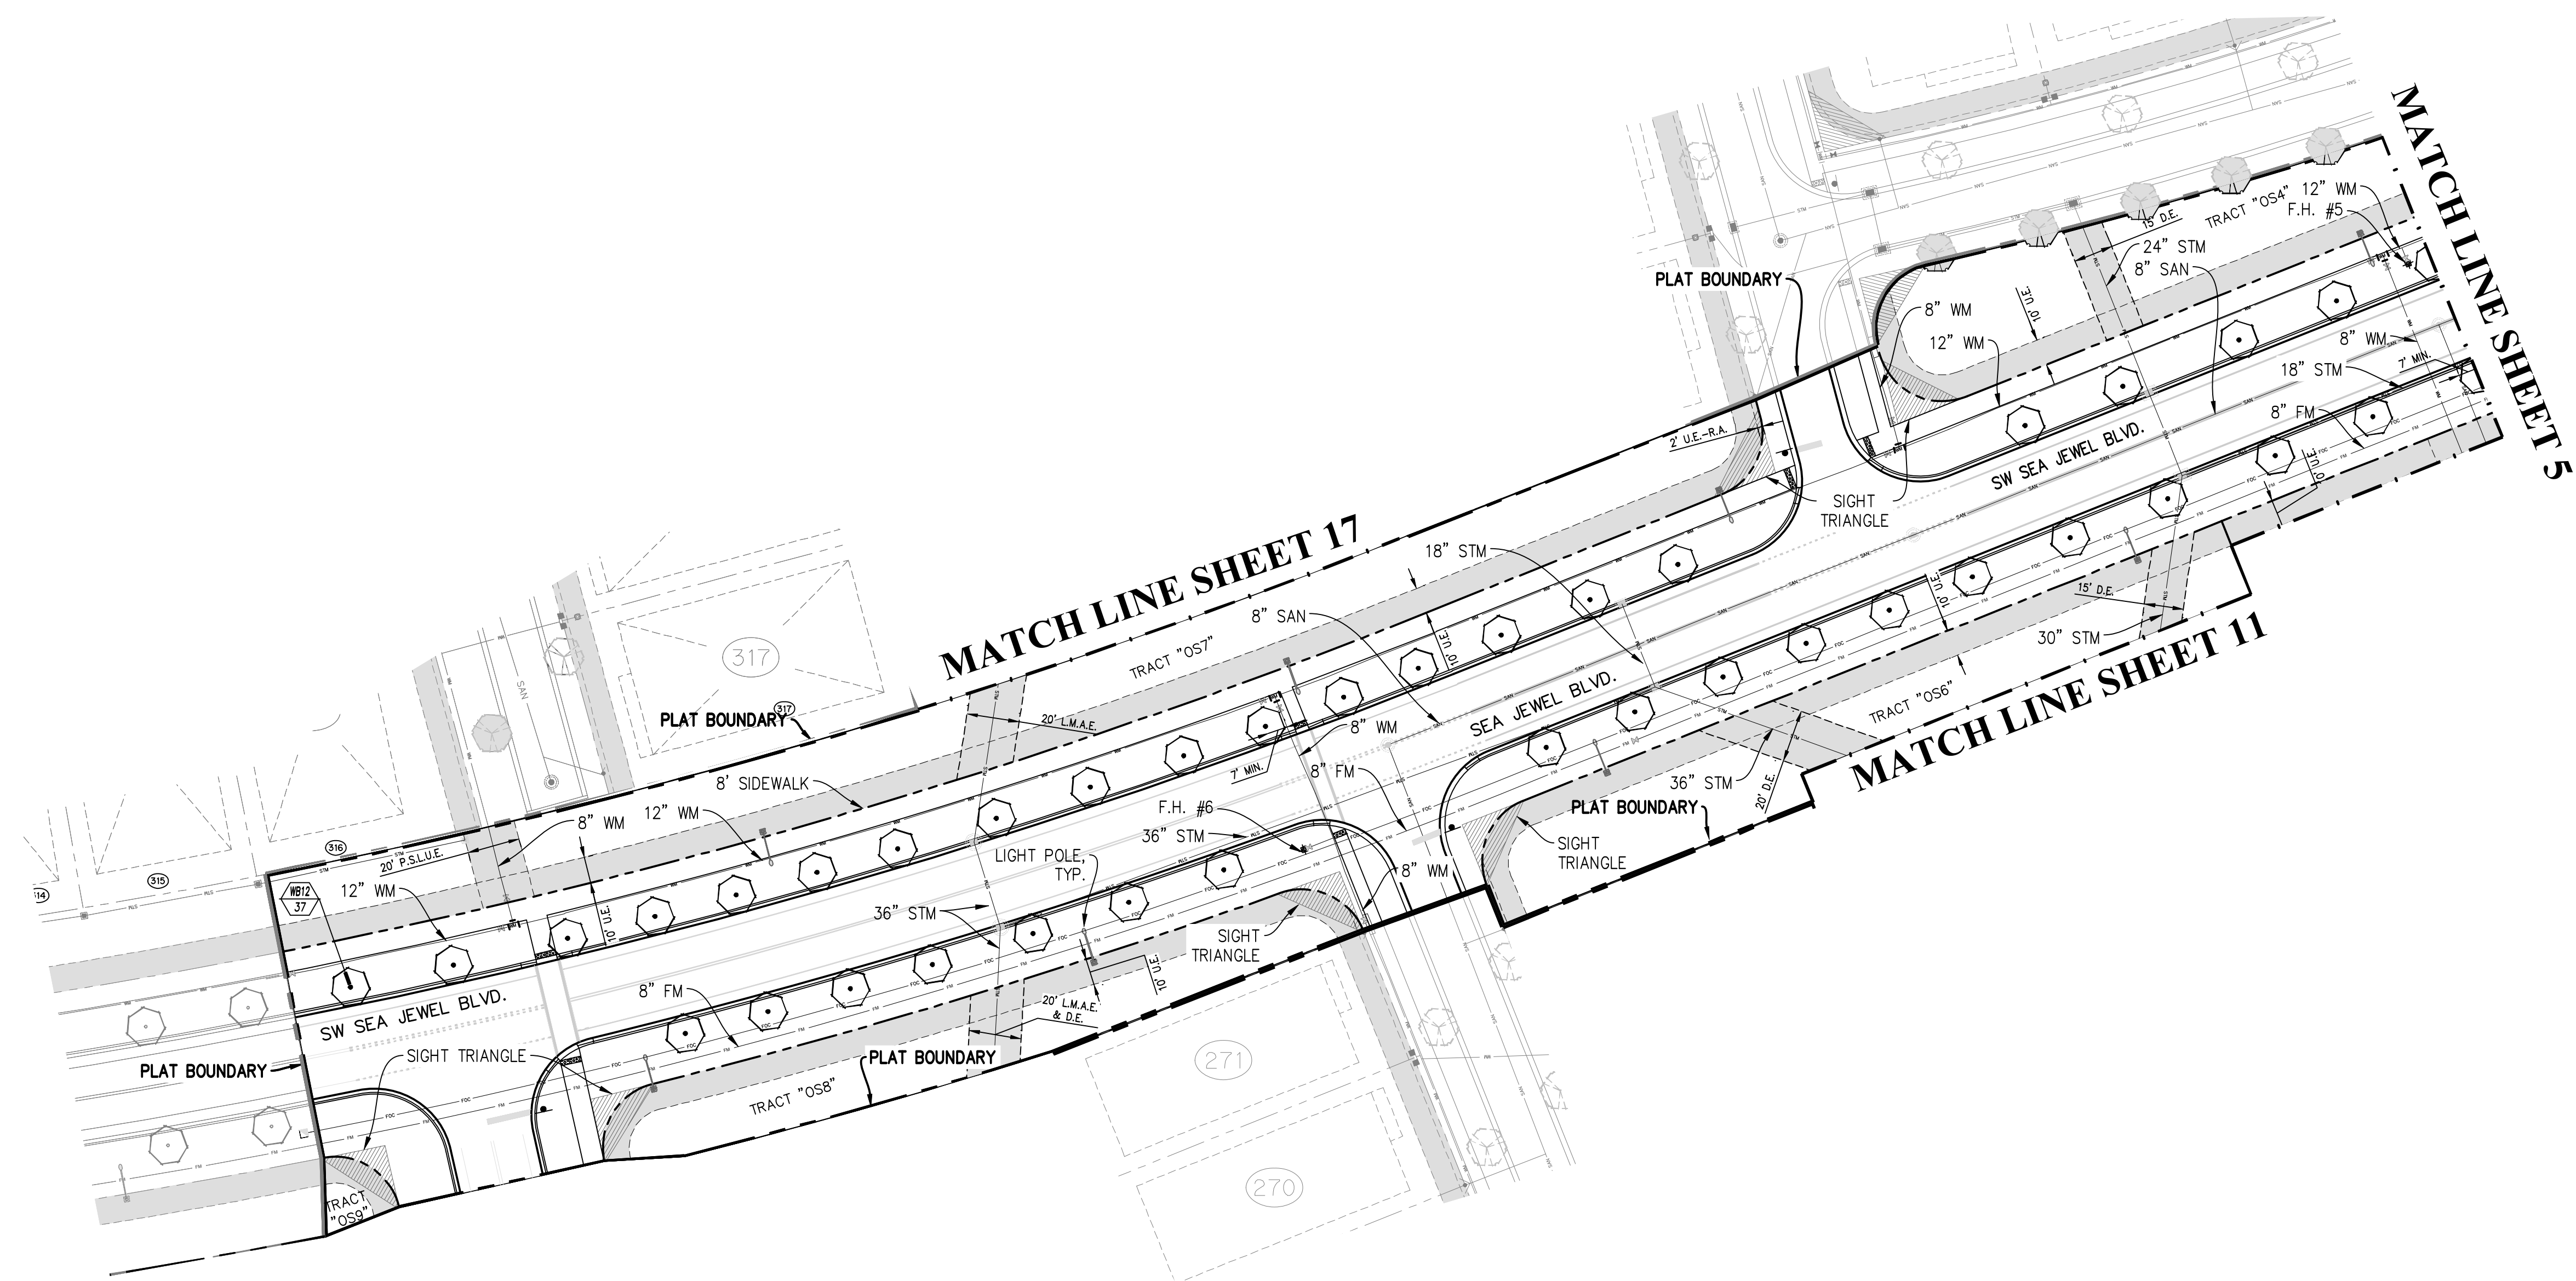 MATCH LINE SHEET 5
TRACT "OS4"
12" WM
F.H. #5
15' D.E.
24" STM
8" SAN
PLAT BOUNDARY
10' U.E.
8" WM
12" WM
8" WM
7' MIN.
18" STM
8" FM
2' U.E.-R.A.
SW SEA JEWEL BLVD.
10' U.E.
SIGHT
TRIANGLE
MATCH LINE SHEET 17
18" STM
8" SAN
10' U.E.
10' U.E.
15' D.E.
30" STM
MATCH LINE SHEET 11
TRACT "OS7"
TRACT "OS6"
317
SAN
317
PLAT BOUNDARY
20' L.M.A.E.
SEA JEWEL BLVD.
8" WM
7' MIN.
8" FM
36" STM
20' D.E.
PLAT BOUNDARY
8' SIDEWALK
12" WM
8" WM
F.H. #6
36" STM
LIGHT POLE,
TYP.
SIGHT
TRIANGLE
316
315
314
20' P.S.L.U.E.
WB12
37
12" WM
10' U.E.
8" WM
36" STM
SIGHT
TRIANGLE
10' U.E.
8" FM
20' L.M.A.E.
& D.E.
SW SEA JEWEL BLVD.
SIGHT TRIANGLE
PLAT BOUNDARY
PLAT BOUNDARY
TRACT "OS8"
271
270
TRACT
"OS9"